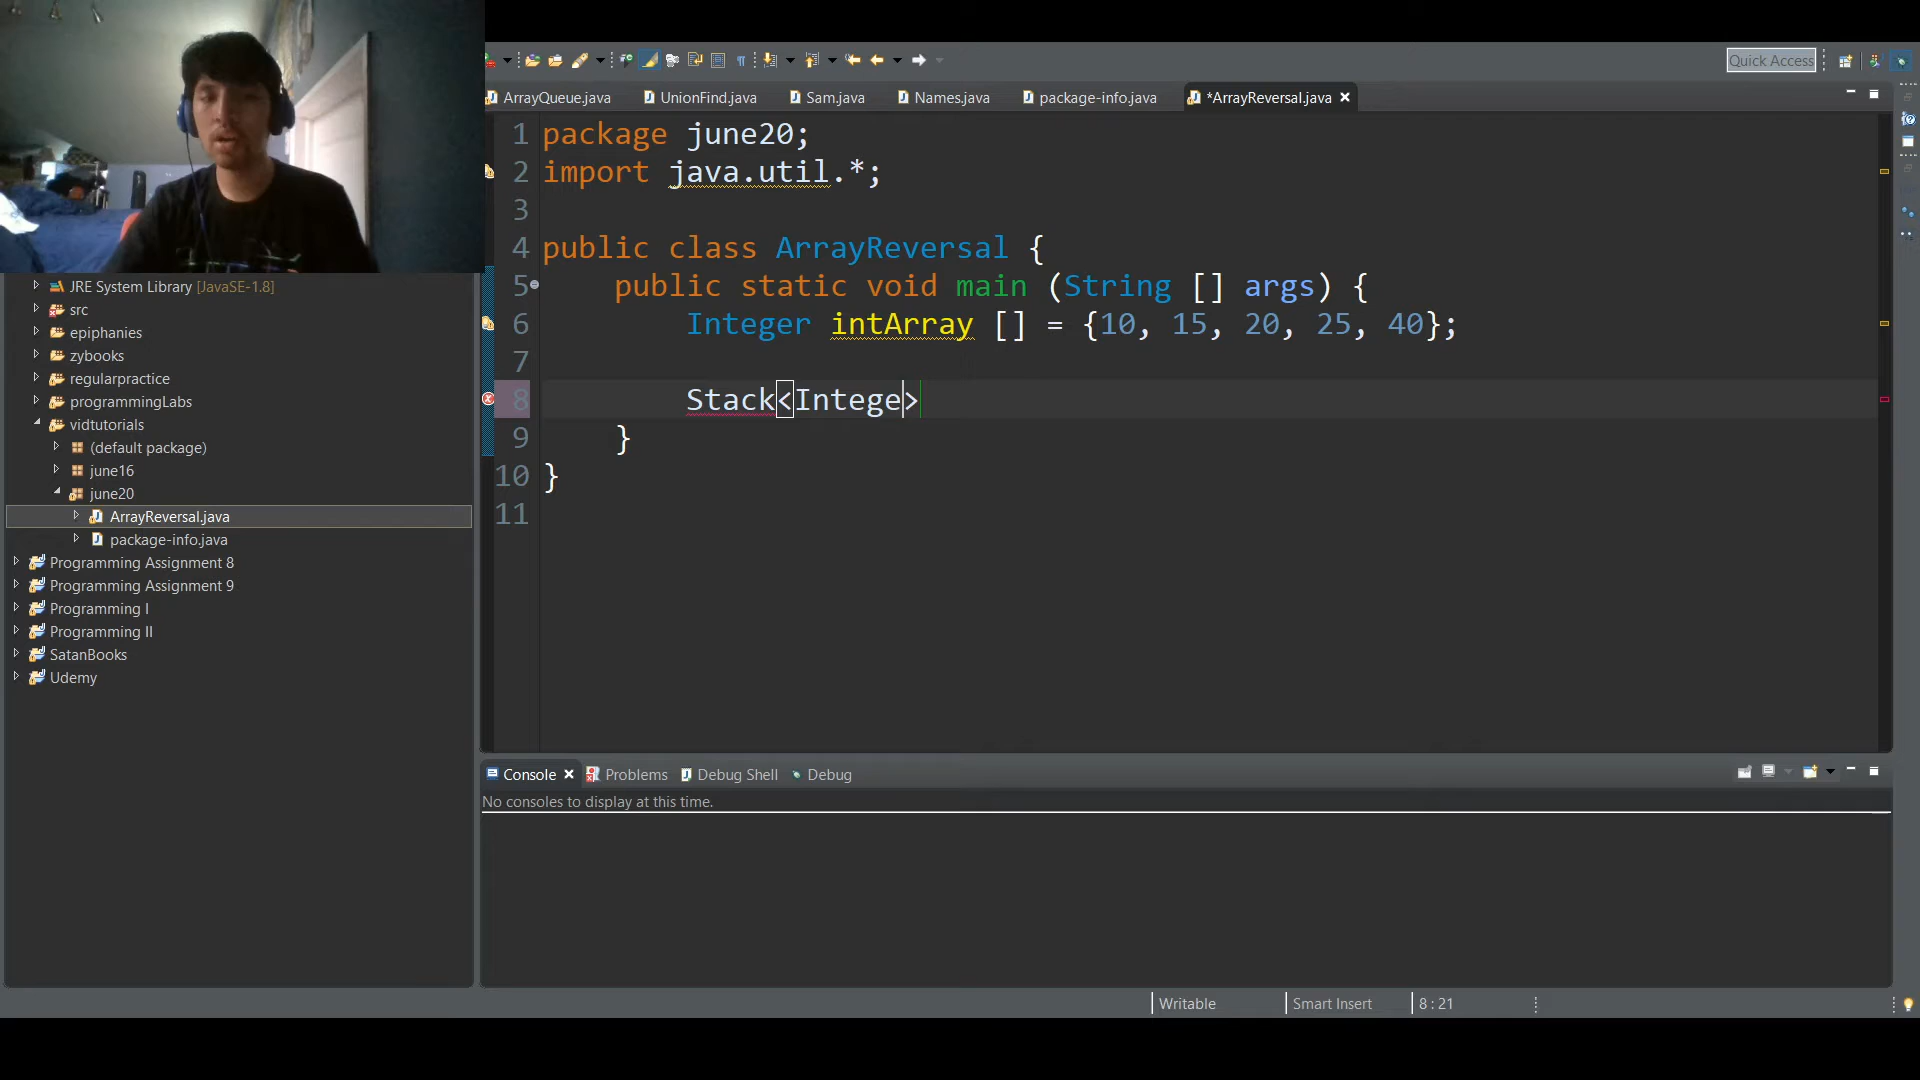 Quick Access
ArrayQueue.java
UnionFind.java
Sam.java
Names.java
package-info.java
*ArrayReversal.java
1 package june20;
2 import java.util.*;
3
4 public class ArrayReversal {
5 public static void main (String [] args) {
6 Integer intArray [] = {10, 15, 20, 25, 40};
7
8 Stack<Intege>
9 }
10 }
11
JRE System Library [JavaSE-1.8]
src
epiphanies
zybooks
regularpractice
programmingLabs
vidtutorials
(default package)
june16
june20
ArrayReversal.java
package-info.java
Programming Assignment 8
Programming Assignment 9
Programming I
Programming II
SatanBooks
Udemy
Console
Problems
Debug Shell
Debug
No consoles to display at this time.
Writable
Smart Insert
8 : 21